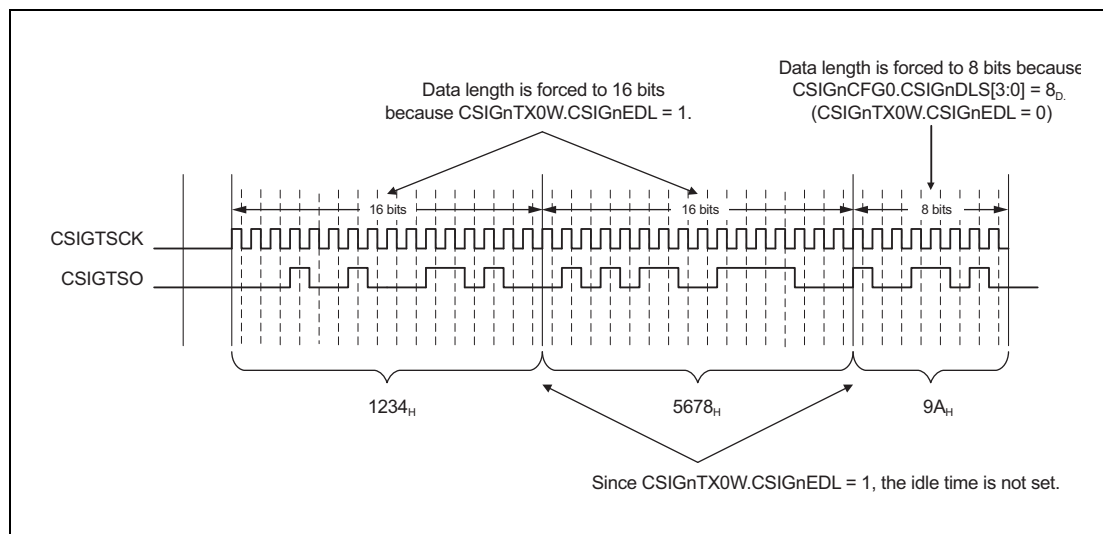 Data length is forced to 16 bits
because CSIGnTX0W.CSIGnEDL = 1.
Data length is forced to 8 bits because
CSIGnCFG0.CSIGnDLS[3:0] = 8D.
(CSIGnTX0W.CSIGnEDL = 0)
16 bits
16 bits
8 bits
CSIGTSCK
CSIGTSO
1234H
5678H
9AH
Since CSIGnTX0W.CSIGnEDL = 1, the idle time is not set.